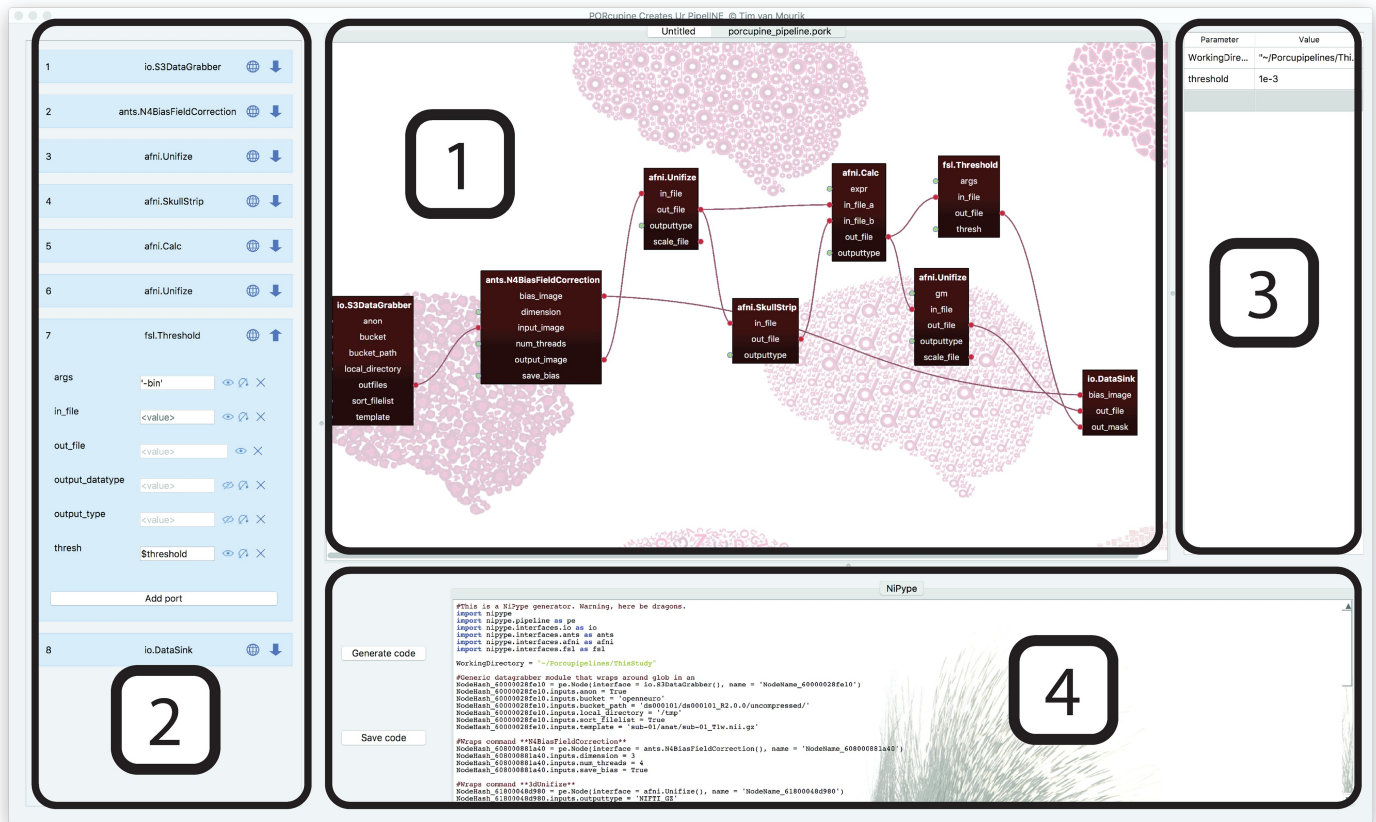 PORcupine Creates Ur PipelINE © Tim van Mourik
1 io.S3DataGrabber
2 ants.N4BiasFieldCorrection
3 afni.Unifize
4 afni.SkullStrip
5 afni.Calc
6 afni.Unifize
7 fsl.Threshold
args '-bin'
in_file <value>
out_file <value>
output_datatype <value>
output_type <value>
thresh $threshold
Add port
8 io.DataSink
2
Untitled porcupine_pipeline.pork
1
io.S3DataGrabber
anon
bucket
bucket_path
local_directory
outfiles
sort_filelist
template
ants.N4BiasFieldCorrection
bias_image
dimension
input_image
num_threads
output_image
save_bias
afni.Unifize
in_file
out_file
outputtype
scale_file
afni.SkullStrip
in_file
out_file
outputtype
afni.Calc
expr
in_file_a
in_file_b
out_file
outputtype
fsl.Threshold
args
in_file
out_file
thresh
afni.Unifize
gm
in_file
out_file
outputtype
scale_file
io.DataSink
bias_image
out_file
out_mask
Parameter Value
WorkingDire... "~/Porcupipelines/Thi...
threshold 1e-3
3
NiPype
Generate code
Save code
#This is a NiPype generator. Warning, here be dragons.
import nipype
import nipype.pipeline as pe
import nipype.interfaces.io as io
import nipype.interfaces.ants as ants
import nipype.interfaces.afni as afni
import nipype.interfaces.fsl as fsl
WorkingDirectory = "~/Porcupipelines/ThisStudy"
#Generic datagrabber module that wraps around glob in an
NodeHash_60000028fe10 = pe.Node(interface = io.S3DataGrabber(), name = 'NodeName_60000028fe10')
NodeHash_60000028fe10.inputs.anon = True
NodeHash_60000028fe10.inputs.bucket = 'openneuro'
NodeHash_60000028fe10.inputs.bucket_path = 'ds000101/ds000101_R2.0.0/uncompressed/'
NodeHash_60000028fe10.inputs.local_directory = '/tmp'
NodeHash_60000028fe10.inputs.sort_filelist = True
NodeHash_60000028fe10.inputs.template = 'sub-01/anat/sub-01_T1w.nii.gz'
#Wraps command **N4BiasFieldCorrection**
NodeHash_608000881a40 = pe.Node(interface = ants.N4BiasFieldCorrection(), name = 'NodeName_608000881a40')
NodeHash_608000881a40.inputs.dimension = 3
NodeHash_608000881a40.inputs.num_threads = 4
NodeHash_608000881a40.inputs.save_bias = True
#Wraps command **3dUnifize**
NodeHash_61800048d980 = pe.Node(interface = afni.Unifize(), name = 'NodeName_61800048d980')
NodeHash_61800048d980.inputs.outputtype = 'NIFTI_GZ'
4